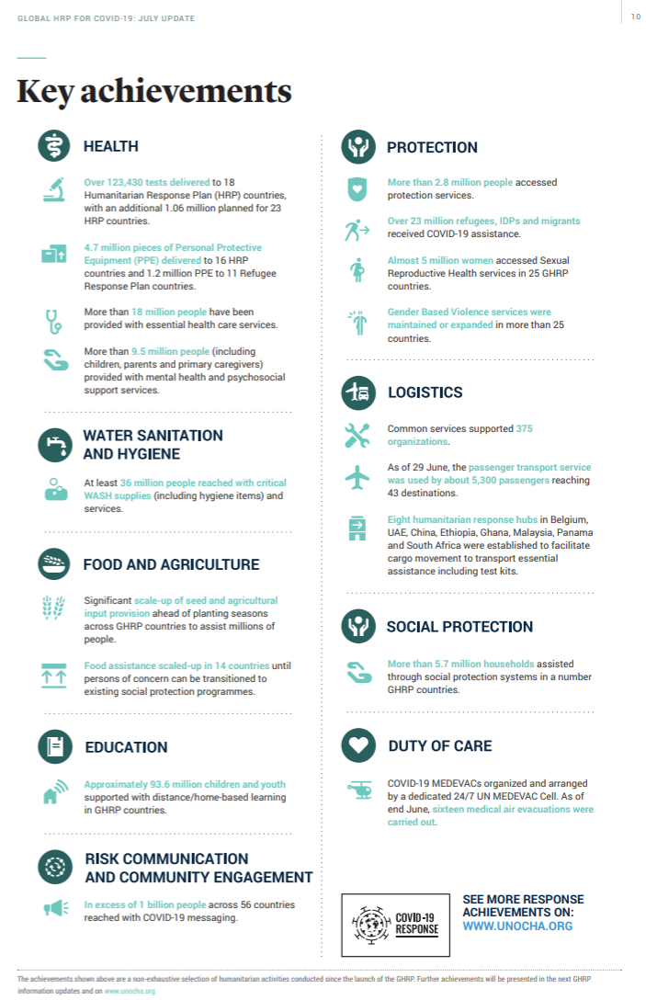 GLOBAL HRP FOR COVID-19: JULY UPDATE
10
Key achievements
HEALTH
Over 123,430 tests delivered to 18
Humanitarian Response Plan (HRP) countries,
with an additional 1.06 million planned for 23
HRP countries.
4.7 million pieces of Personal Protective
Equipment (PPE) delivered to 16 HRP
countries and 1.2 million PPE to 11 Refugee
Response Plan countries.
More than 18 million people have been
provided with essential health care services.
More than 9.5 million people (including
children, parents and primary caregivers)
provided with mental health and psychosocial
support services.
WATER SANITATION
AND HYGIENE
At least 36 million people reached with critical
WASH supplies (including hygiene items) and
services.
FOOD AND AGRICULTURE
Significant scale-up of seed and agricultural
input provision ahead of planting seasons
across GHRP countries to assist millions of
people.
Food assistance scaled-up in 14 countries until
persons of concern can be transitioned to
existing social protection programmes.
EDUCATION
Approximately 93.6 million children and youth
supported with distance/home-based learning
in GHRP countries.
RISK COMMUNICATION
AND COMMUNITY ENGAGEMENT
In excess of 1 billion people across 56 countries
reached with COVID-19 messaging.
PROTECTION
More than 2.8 million people accessed
protection services.
Over 23 million refugees, IDPs and migrants
received COVID-19 assistance.
Almost 5 million women accessed Sexual
Reproductive Health services in 25 GHRP
countries.
Gender Based Violence services were
maintained or expanded in more than 25
countries.
LOGISTICS
Common services supported 375
organizations.
As of 29 June, the passenger transport service
was used by about 5,300 passengers reaching
43 destinations.
Eight humanitarian response hubs in Belgium,
UAE, China, Ethiopia, Ghana, Malaysia, Panama
and South Africa were established to facilitate
cargo movement to transport essential
assistance including test kits.
SOCIAL PROTECTION
More than 5.7 million households assisted
through social protection systems in a number
GHRP countries.
DUTY OF CARE
COVID-19 MEDEVACs organized and arranged
by a dedicated 24/7 UN MEDEVAC Cell. As of
end June, sixteen medical air evacuations were
carried out.
COVID-19
RESPONSE
SEE MORE RESPONSE
ACHIEVEMENTS ON:
WWW.UNOCHA.ORG
The achievements shown above are a non-exhaustive selection of humanitarian activities conducted since the launch of the GHRP. Further achievements will be presented in the next GHRP
information updates and on www.unocha.org